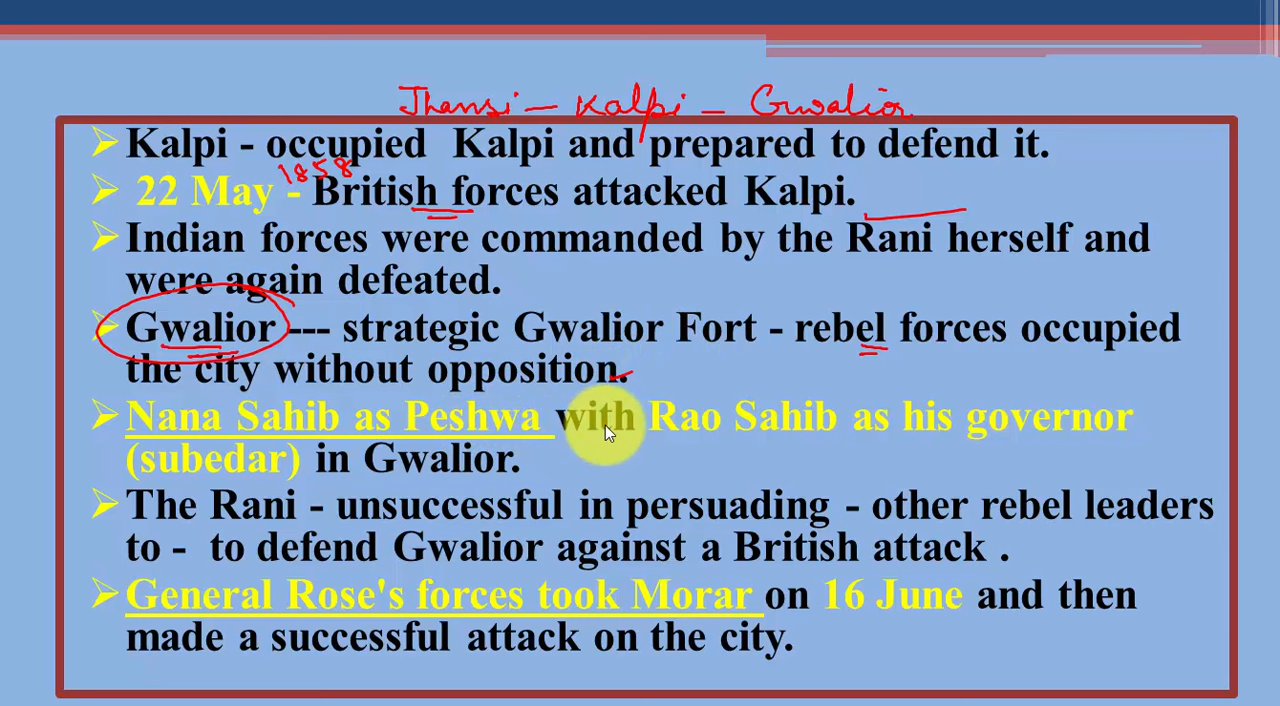 Jhansi - Kalpi - Gwalior
Kalpi - occupied Kalpi and prepared to defend it.
1858
22 May - British forces attacked Kalpi.
Indian forces were commanded by the Rani herself and
were again defeated.
Gwalior --- strategic Gwalior Fort - rebel forces occupied
the city without opposition.
Nana Sahib as Peshwa with Rao Sahib as his governor
(subedar) in Gwalior.
The Rani - unsuccessful in persuading - other rebel leaders
to - to defend Gwalior against a British attack .
General Rose's forces took Morar on 16 June and then
made a successful attack on the city.